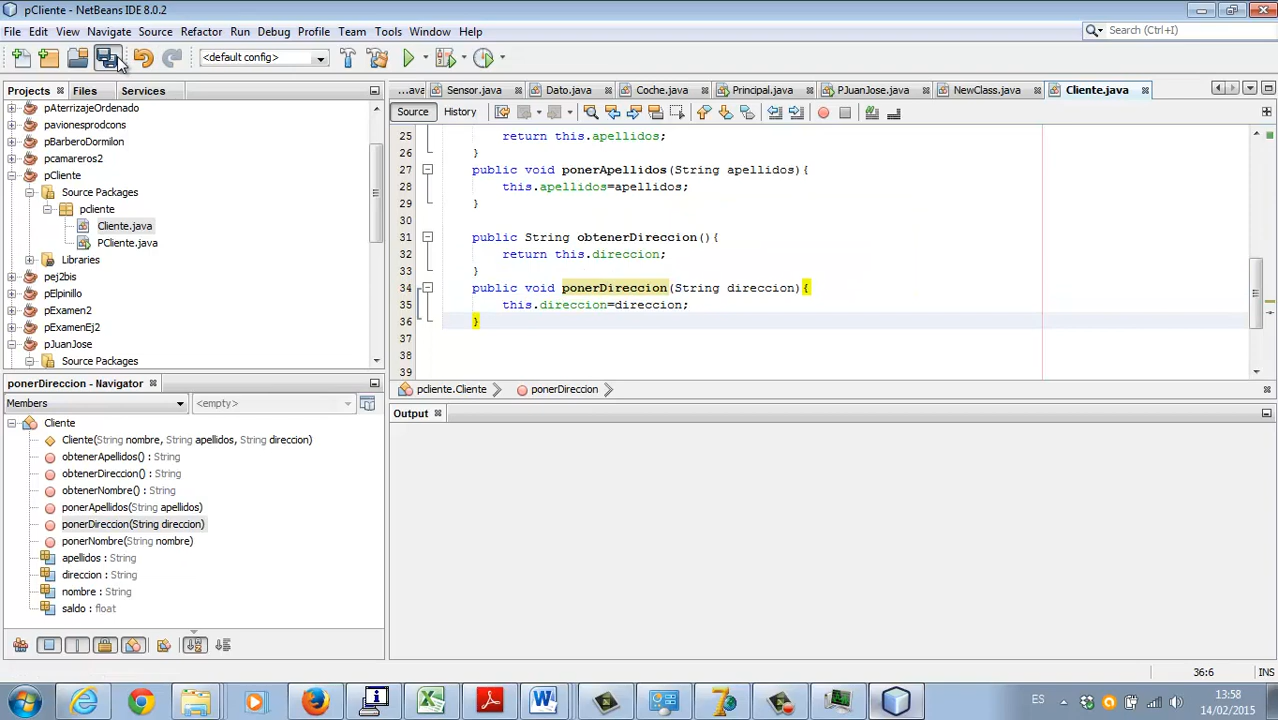 pCliente - NetBeans IDE 8.0.2
File Edit View Navigate Source Refactor Run Debug Profile Team Tools Window Help
Search (Ctrl+I)
<default config>
Projects Files Services
pAterrizajeOrdenado
pavionesprodcons
pBarberoDormilon
pcamareros2
pCliente
Source Packages
pcliente
Cliente.java
PCliente.java
Libraries
pej2bis
pElpinillo
pExamen2
pExamenEj2
pJuanJose
Source Packages
...ava Sensor.java Dato.java Coche.java Principal.java PJuanJose.java NewClass.java Cliente.java
Source History
25 return this.apellidos;
26 }
27 public void ponerApellidos(String apellidos){
28 this.apellidos=apellidos;
29 }
30
31 public String obtenerDireccion(){
32 return this.direccion;
33 }
34 public void ponerDireccion(String direccion){
35 this.direccion=direccion;
36 }
37
38
39
pcliente.Cliente ponerDireccion
ponerDireccion - Navigator
Members <empty>
Cliente
Cliente(String nombre, String apellidos, String direccion)
obtenerApellidos() : String
obtenerDireccion() : String
obtenerNombre() : String
ponerApellidos(String apellidos)
ponerDireccion(String direccion)
ponerNombre(String nombre)
apellidos : String
direccion : String
nombre : String
saldo : float
Output
36:6 INS
ES
13:58
14/02/2015